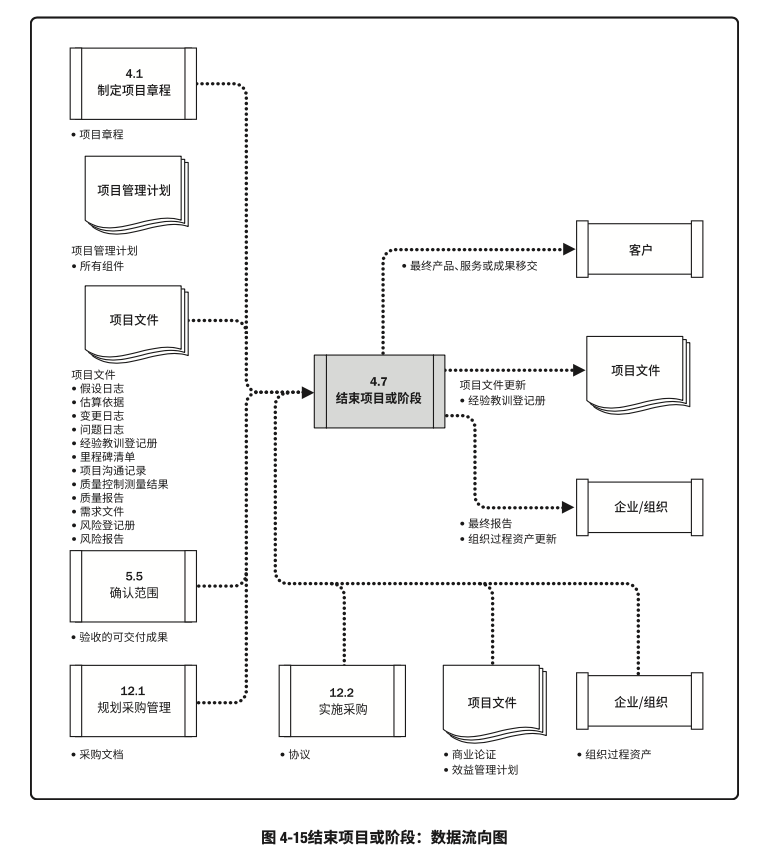 4.1
制定项目章程
• 项目章程
项目管理计划
项目管理计划
• 所有组件
项目文件
项目文件
• 假设日志
• 估算依据
• 变更日志
• 问题日志
• 经验教训登记册
• 里程碑清单
• 项目沟通记录
• 质量控制测量结果
• 质量报告
• 需求文件
• 风险登记册
• 风险报告
5.5
确认范围
• 验收的可交付成果
12.1
规划采购管理
• 采购文档
4.7
结束项目或阶段
客户
• 最终产品、服务或成果移交
项目文件
项目文件更新
• 经验教训登记册
企业/组织
• 最终报告
• 组织过程资产更新
12.2
实施采购
• 协议
项目文件
• 商业论证
• 效益管理计划
企业/组织
• 组织过程资产
图 4-15结束项目或阶段：数据流向图